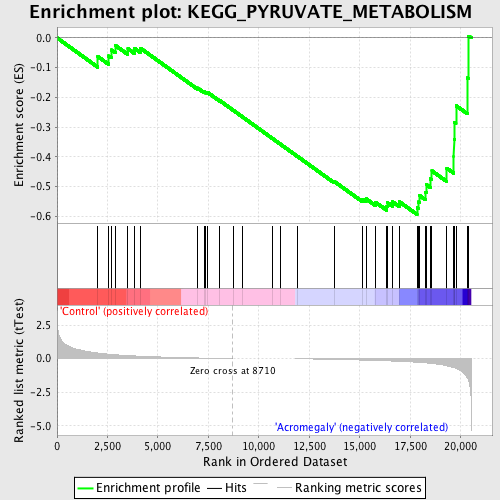 Enrichment plot: KEGG_PYRUVATE_METABOLISM
Enrichment score (ES)
0.0
-0.1
-0.2
-0.3
-0.4
-0.5
-0.6
'Control' (positively correlated)
Ranked list metric (tTest)
2.5
0.0
-2.5
-5.0
Zero cross at 8710
'Acromegaly' (negatively correlated)
0 2,500 5,000 7,500 10,000 12,500 15,000 17,500 20,000
Rank in Ordered Dataset
Enrichment profile Hits Ranking metric scores